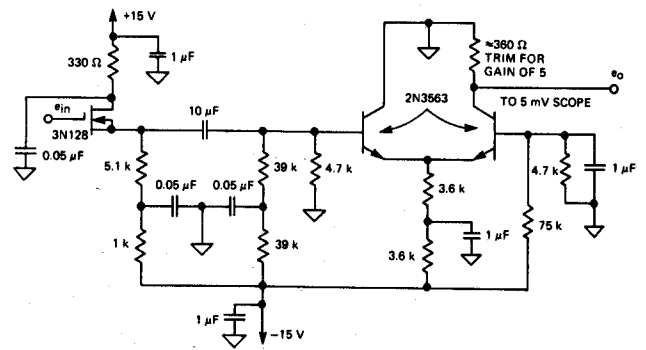 +15 V
1 µF
330 Ω
≈360 Ω
TRIM FOR
GAIN OF 5
ein
eo
3N128
10 µF
2N3563
TO 5 mV SCOPE
0.05 µF
5.1 k
39 k
4.7 k
4.7 k
1 µF
0.05 µF
0.05 µF
3.6 k
1 k
39 k
3.6 k
1 µF
75 k
1 µF
−15 V